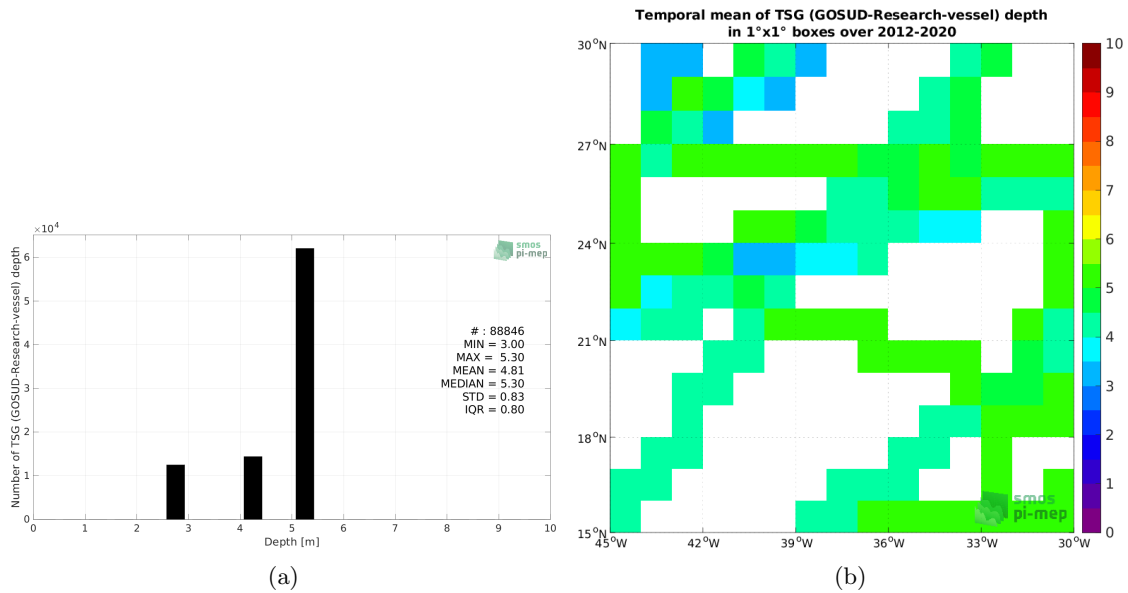 ×10⁴
Number of TSG (GOSUD-Research-vessel) depth
6
5
4
3
2
1
0
0 1 2 3 4 5 6 7 8 9 10
Depth [m]
smos
pi-mep
# : 88846
MIN = 3.00
MAX = 5.30
MEAN = 4.81
MEDIAN = 5.30
STD = 0.83
IQR = 0.80
(a)
Temporal mean of TSG (GOSUD-Research-vessel) depth
in 1°x1° boxes over 2012-2020
30°N
27°N
24°N
21°N
18°N
15°N
45°W 42°W 39°W 36°W 33°W 30°W
smos
pi-mep
10
9
8
7
6
5
4
3
2
1
0
(b)